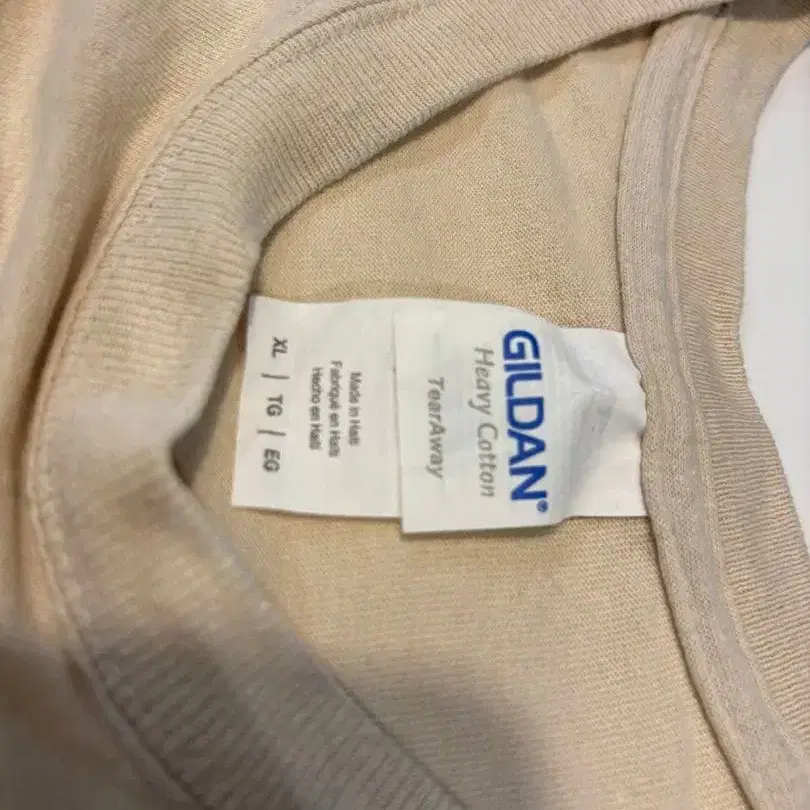 GILDAN®
Heavy Cotton
TearAway
Made in Haiti
Fabriqué en Haïti
Hecho en Haití
XL | TG | EG